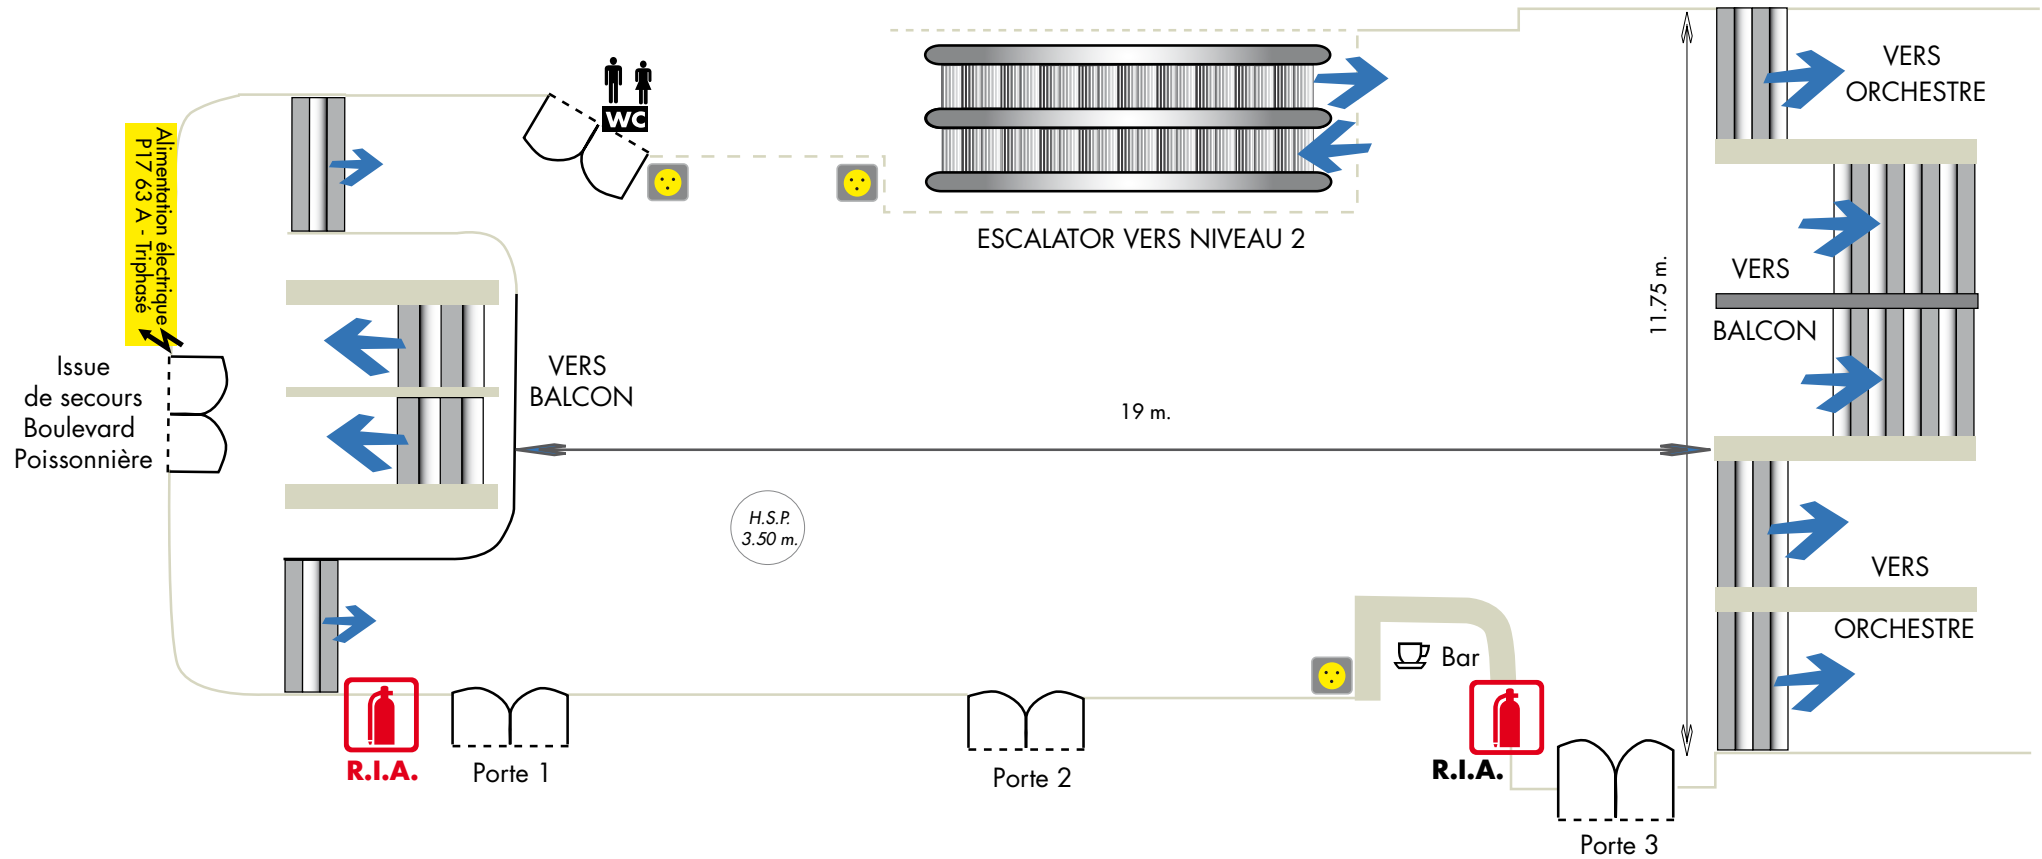 WC
VERS
ORCHESTRE
Alimentation électrique
P17 63 A - Triphasé
ESCALATOR VERS NIVEAU 2
11.75 m.
VERS
BALCON
Issue
de secours
Boulevard
Poissonnière
VERS
BALCON
19 m.
H.S.P.
3.50 m.
VERS
ORCHESTRE
Bar
R.I.A.
Porte 1
Porte 2
R.I.A.
Porte 3